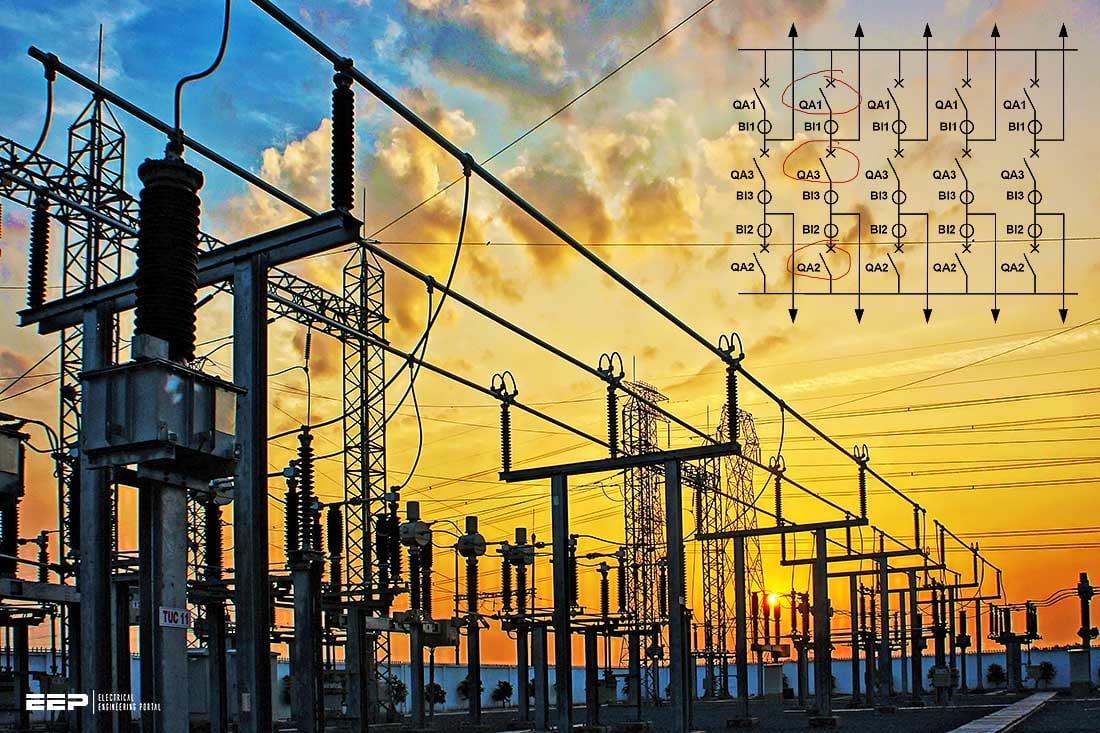 QA1 QA1 QA1 QA1 QA1
BI1 BI1 BI1 BI1 BI1
QA3 QA3 QA3 QA3 QA3
BI3 BI3 BI3 BI3 BI3
BI2 BI2 BI2 BI2 BI2
QA2 QA2 QA2 QA2 QA2
TUC 11
EEP ELECTRICAL
ENGINEERING PORTAL